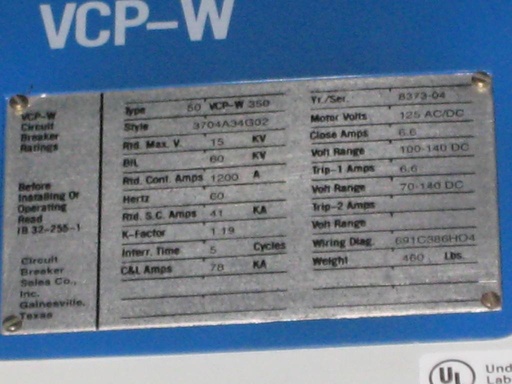 VCP-W
VCP-W
Circuit
Breaker
Ratings
Before
Installing Or
Operating
Read
IB 32-255-1
Circuit
Breaker
Sales Co.,
Inc.
Gainesville,
Texas
Type 50 VCP-W 350
Style 3704A34G02
Rtd. Max. V. 15 KV
BIL 60 KV
Rtd. Cont. Amps 1200 A
Hertz 60
Rtd. S.C. Amps 41 KA
K-Factor 1.19
Interr. Time 5 Cycles
C&L Amps 78 KA
Yr./Ser. 8373-04
Motor Volts 125 AC/DC
Close Amps 6.6
Volt Range 100-140 DC
Trip-1 Amps 6.6
Volt Range 70-140 DC
Trip-2 Amps
Volt Range
Wiring Diag. 691C386HO4
Weight 460 Lbs.
UL
Und
Lab